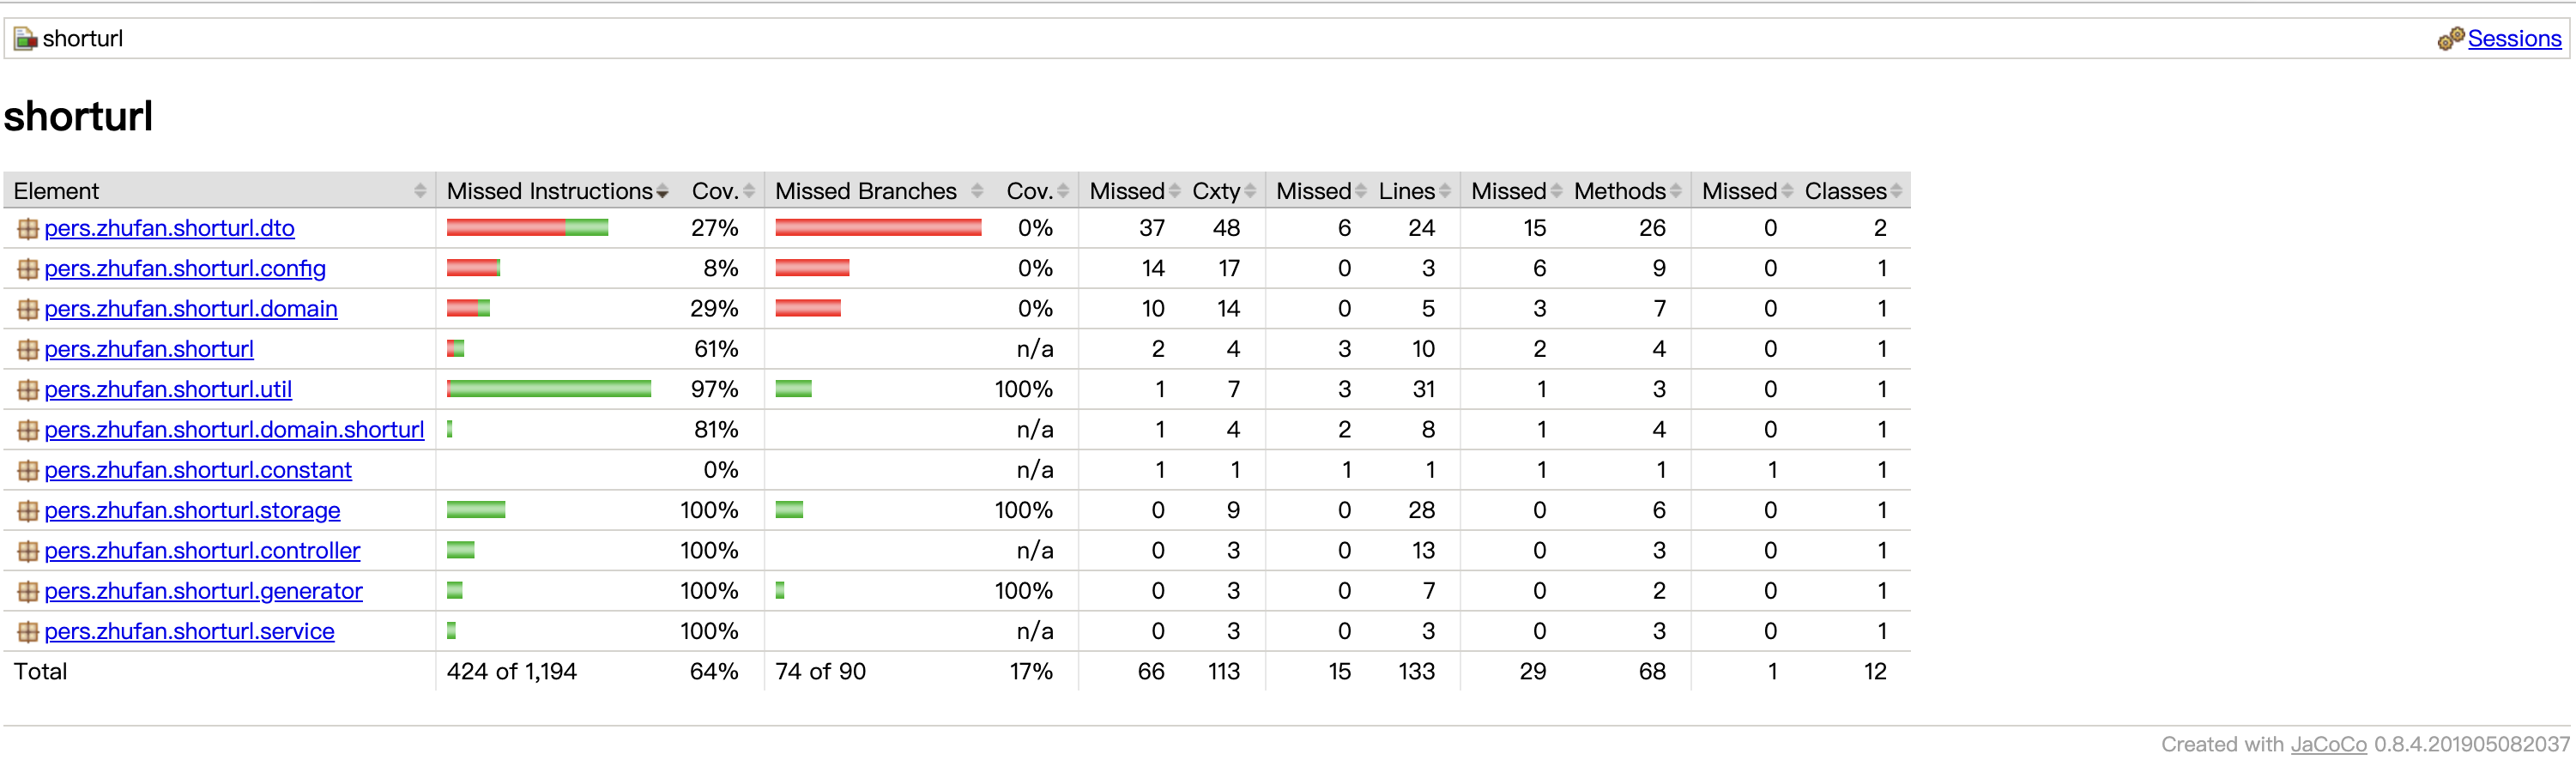 shorturl Sessions
shorturl
Element Missed Instructions Cov. Missed Branches Cov. Missed Cxty Missed Lines Missed Methods Missed Classes
pers.zhufan.shorturl.dto 27% 0% 37 48 6 24 15 26 0 2
pers.zhufan.shorturl.config 8% 0% 14 17 0 3 6 9 0 1
pers.zhufan.shorturl.domain 29% 0% 10 14 0 5 3 7 0 1
pers.zhufan.shorturl 61% n/a 2 4 3 10 2 4 0 1
pers.zhufan.shorturl.util 97% 100% 1 7 3 31 1 3 0 1
pers.zhufan.shorturl.domain.shorturl 81% n/a 1 4 2 8 1 4 0 1
pers.zhufan.shorturl.constant 0% n/a 1 1 1 1 1 1 1 1
pers.zhufan.shorturl.storage 100% 100% 0 9 0 28 0 6 0 1
pers.zhufan.shorturl.controller 100% n/a 0 3 0 13 0 3 0 1
pers.zhufan.shorturl.generator 100% 100% 0 3 0 7 0 2 0 1
pers.zhufan.shorturl.service 100% n/a 0 3 0 3 0 3 0 1
Total 424 of 1,194 64% 74 of 90 17% 66 113 15 133 29 68 1 12
Created with JaCoCo 0.8.4.201905082037